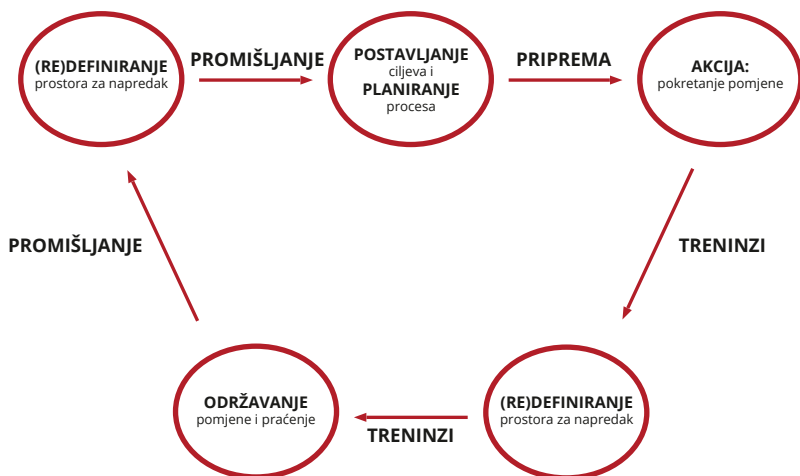 (RE)DEFINIRANJE
prostora za napredak
PROMIŠLJANJE
POSTAVLJANJE
ciljeva i
PLANIRANJE
procesa
PRIPREMA
AKCIJA:
pokretanje pomjene
TRENINZI
(RE)DEFINIRANJE
prostora za napredak
TRENINZI
ODRŽAVANJE
pomjene i praćenje
PROMIŠLJANJE